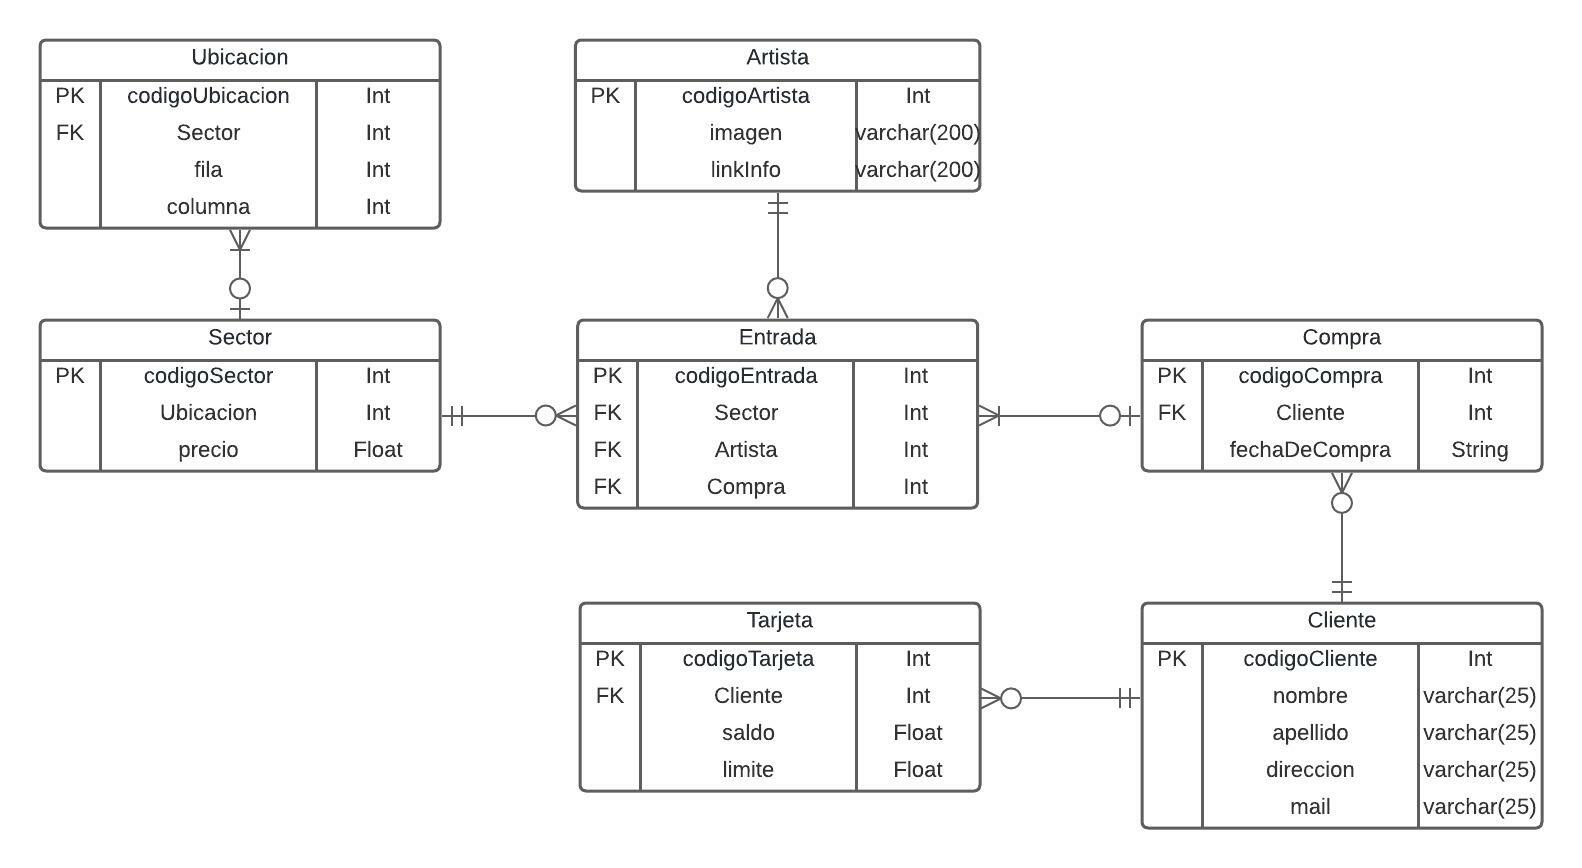 Ubicacion
PK codigoUbicacion Int
FK Sector Int
fila Int
columna Int
Artista
PK codigoArtista Int
imagen varchar(200)
linkInfo varchar(200)
Sector
PK codigoSector Int
Ubicacion Int
precio Float
Entrada
PK codigoEntrada Int
FK Sector Int
FK Artista Int
FK Compra Int
Compra
PK codigoCompra Int
FK Cliente Int
fechaDeCompra String
Tarjeta
PK codigoTarjeta Int
FK Cliente Int
saldo Float
limite Float
Cliente
PK codigoCliente Int
nombre varchar(25)
apellido varchar(25)
direccion varchar(25)
mail varchar(25)